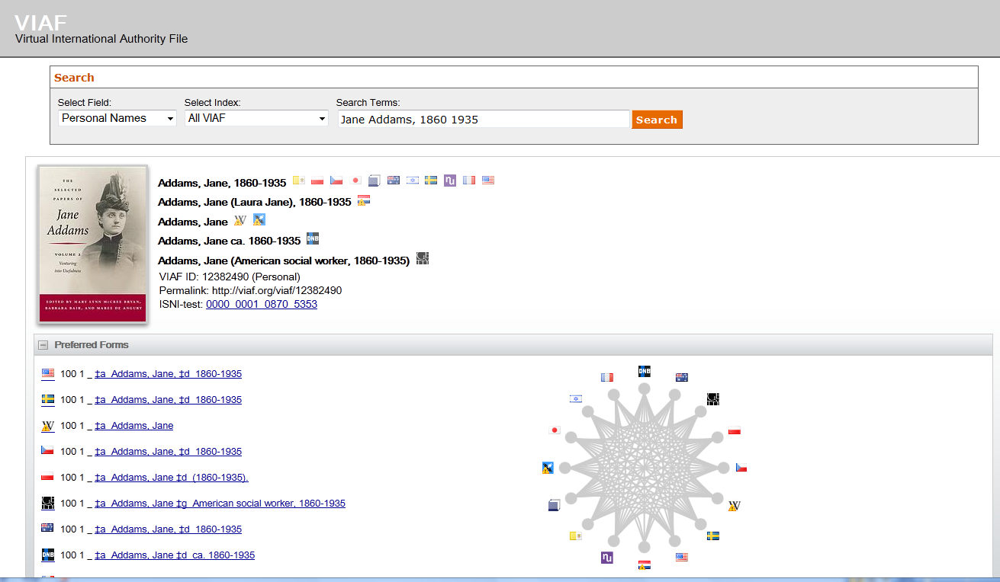 VIAF
Virtual International Authority File
Search
Select Field:
Select Index:
Search Terms:
Personal Names
All VIAF
Jane Addams, 1860 1935
Search
THE
SELECTED
PAPERS OF
Jane
Addams
VOLUME 2
Venturing
into Usefulness
EDITED BY MARY LYNN McCREE BRYAN,
BARBARA BAIR, AND MAREE DE ANGURY
Addams, Jane, 1860-1935
Addams, Jane (Laura Jane), 1860-1935
Addams, Jane
Addams, Jane ca. 1860-1935
DNB
Addams, Jane (American social worker, 1860-1935)
VIAF ID: 12382490 (Personal)
Permalink: http://viaf.org/viaf/12382490
ISNI-test: 0000 0001 0870 5353
Preferred Forms
100 1 _ ‡a Addams, Jane, ‡d 1860-1935
100 1 _ ‡a Addams, Jane, ‡d 1860-1935
W 100 1 _ ‡a Addams, Jane
100 1 _ ‡a Addams, Jane, ‡d 1860-1935
100 1 _ ‡a Addams, Jane ‡d (1860-1935).
100 1 _ ‡a Addams, Jane ‡g American social worker, 1860-1935
100 1 _ ‡a Addams, Jane, ‡d 1860-1935
DNB 100 1 _ ‡a Addams, Jane ‡d ca. 1860-1935
DNB
W